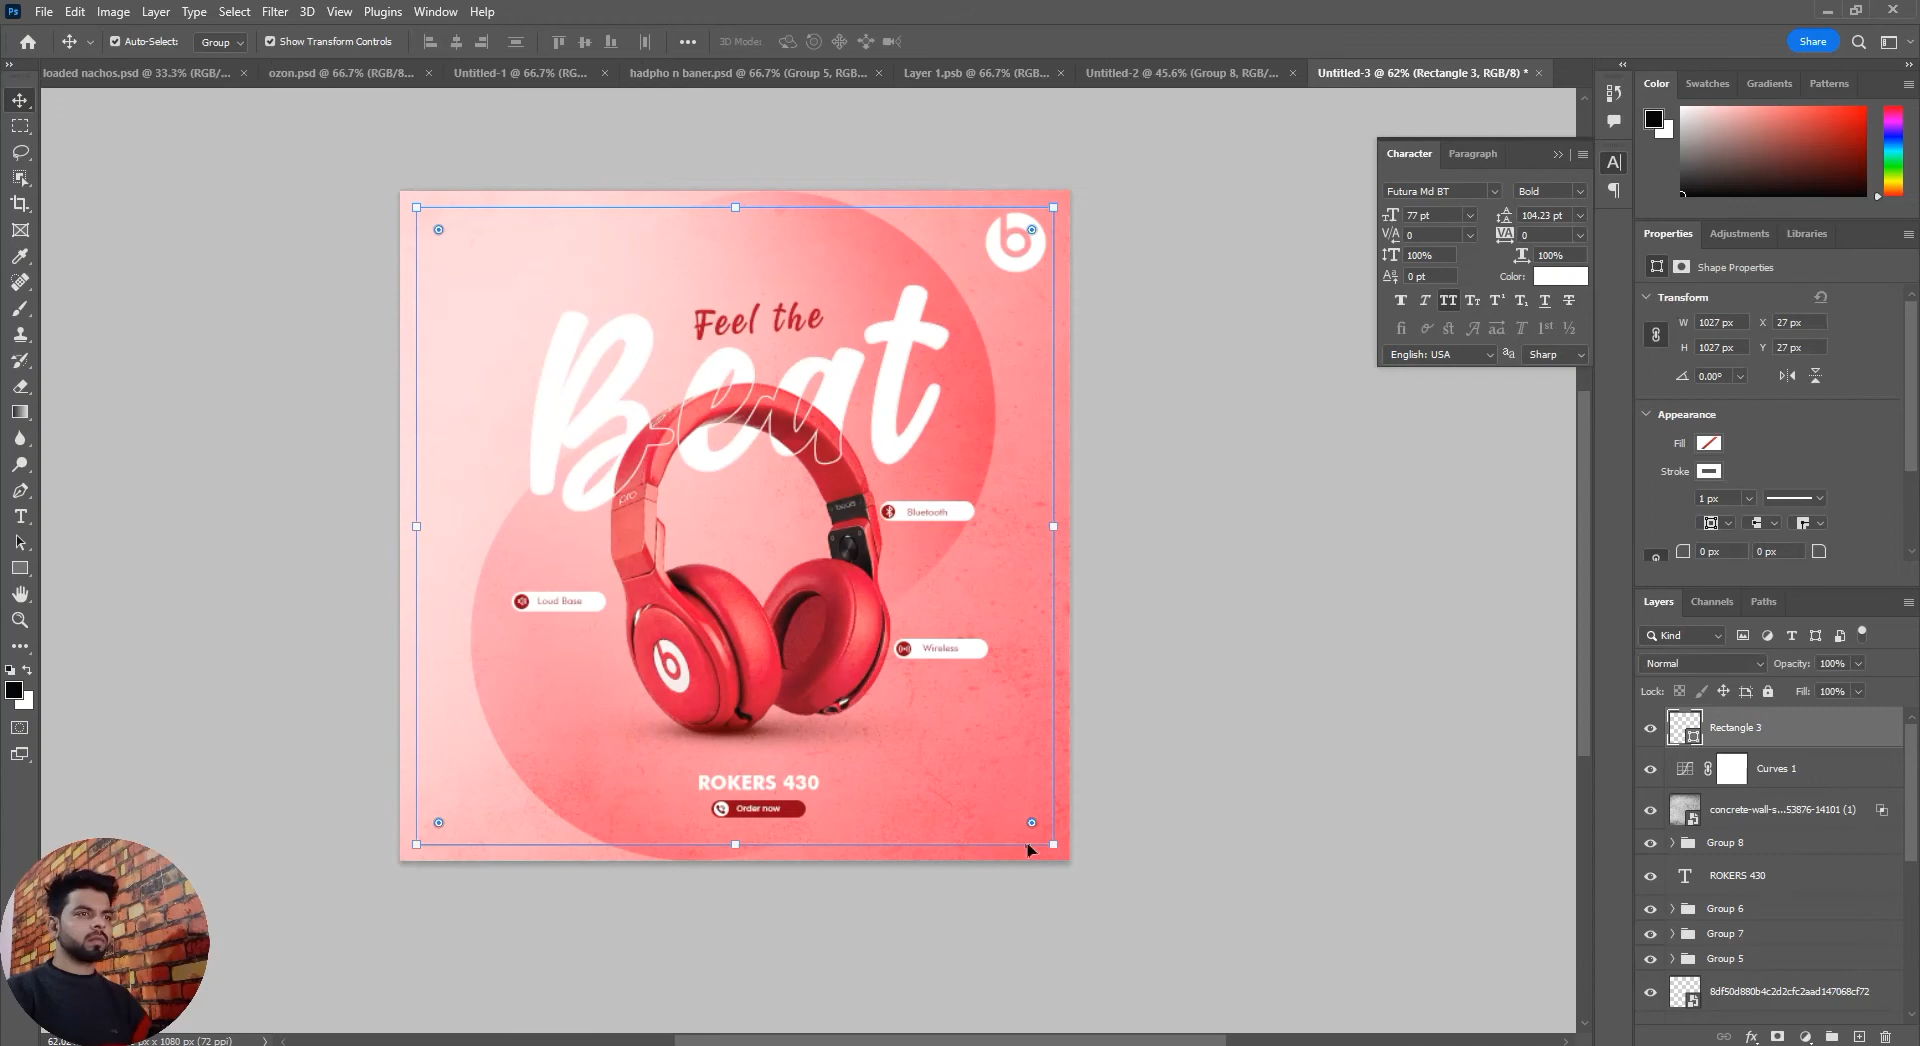 Ps File Edit Image Layer Type Select Filter 3D View Plugins Window Help
Auto-Select: Group Show Transform Controls 3D Mode: Share
loaded nachos.psd @ 33.3% (RGB/... ozon.psd @ 66.7% (RGB/8... Untitled-1 @ 66.7% (RG... hadpho n baner.psd @ 66.7% (Group 5, RGB... Layer 1.psb @ 66.7% (RGB... Untitled-2 @ 45.6% (Group 8, RGB/... Untitled-3 @ 62% (Rectangle 3, RGB/8) *
Color Swatches Gradients Patterns
Character Paragraph
Futura Md BT Bold
77 pt 104.23 pt
0 0
100% 100%
0 pt Color:
English: USA Sharp
Properties Adjustments Libraries
Shape Properties
Transform
W 1027 px X 27 px
H 1027 px Y 27 px
0.00°
Appearance
Fill
Stroke
1 px
0 px 0 px
Layers Channels Paths
Kind
Normal Opacity: 100%
Lock: Fill: 100%
Rectangle 3
Curves 1
concrete-wall-s...53876-14101 (1)
Group 8
ROKERS 430
Group 6
Group 7
Group 5
8df50d880b4c2d2cfc2aad147068cf72
b
Feel the
Beat
pro
Bluetooth
Loud Base
Wireless
b
ROKERS 430
Order now
x 1080 px (72 ppi)